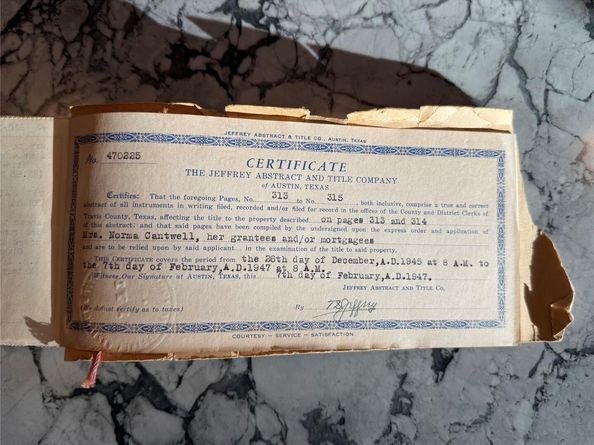 JEFFREY ABSTRACT & TITLE CO., AUSTIN, TEXAS
No. 470225
CERTIFICATE
THE JEFFREY ABSTRACT AND TITLE COMPANY
of AUSTIN, TEXAS
Certifies: That the foregoing Pages, No. 313 to No. 315, both inclusive, comprise a true and correct
abstract of all instruments in writing filed, recorded and/or filed for record in the offices of the County and District Clerks of
Travis County, Texas, affecting the title to the property described on pages 313 and 314
of this abstract: and that said pages have been compiled by the undersigned upon the express order and application of
Mrs. Norma Cantwell, her grantees and/or mortgagees
and are to be relied upon by said applicant in the examination of the title to said property.
THIS CERTIFICATE covers the period from the 28th day of December,A.D.1945 at 8 A.M. to
the 7th day of February,A.D.1947 at 8 A.M.
Witness Our Signature at AUSTIN, TEXAS, this 7th day of February,A.D.1947.
JEFFREY ABSTRACT AND TITLE CO.
(We do not certify as to taxes) By
COURTESY — SERVICE — SATISFACTION